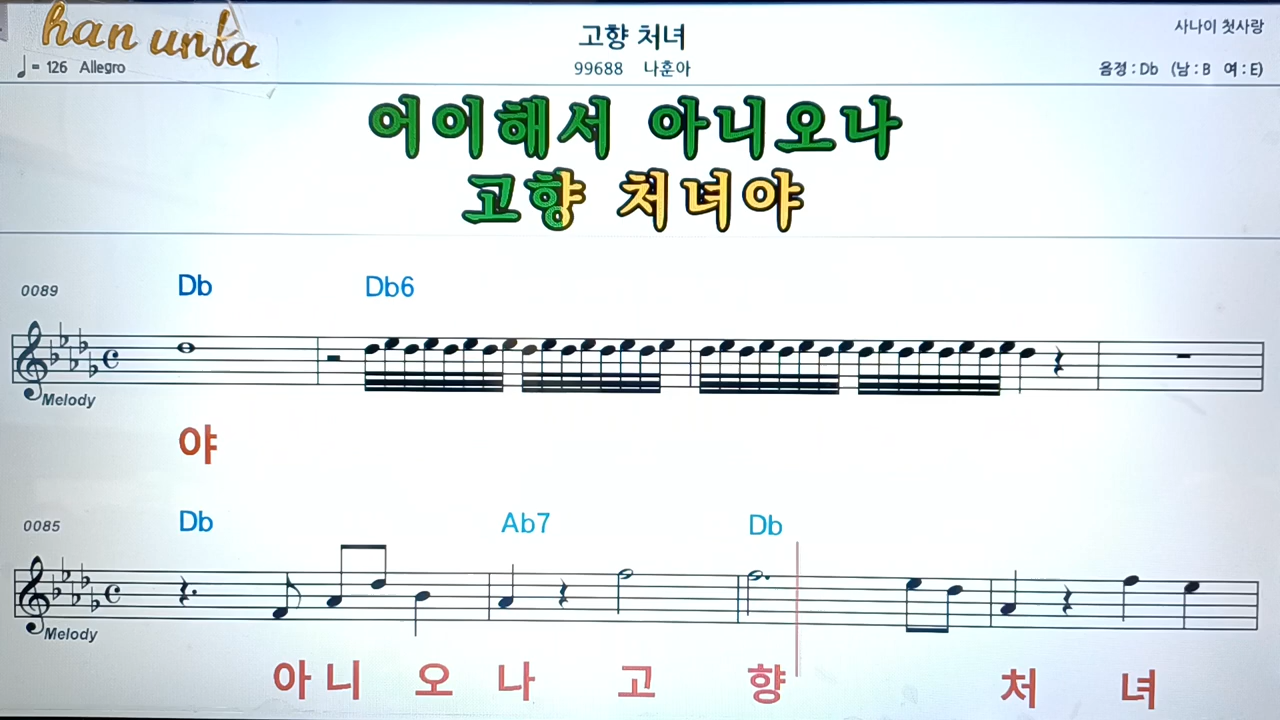 han unfa
고향 처녀
사나이 첫사랑
♩= 126 Allegro
99688 나훈아
음정 : Db (남 : B 여 : E)
어이해서 아니오나
고향 처녀야
Db Db6
0089
Melody
야
Db Ab7 Db
0085
Melody
아 니 오 나 고 향 처 녀